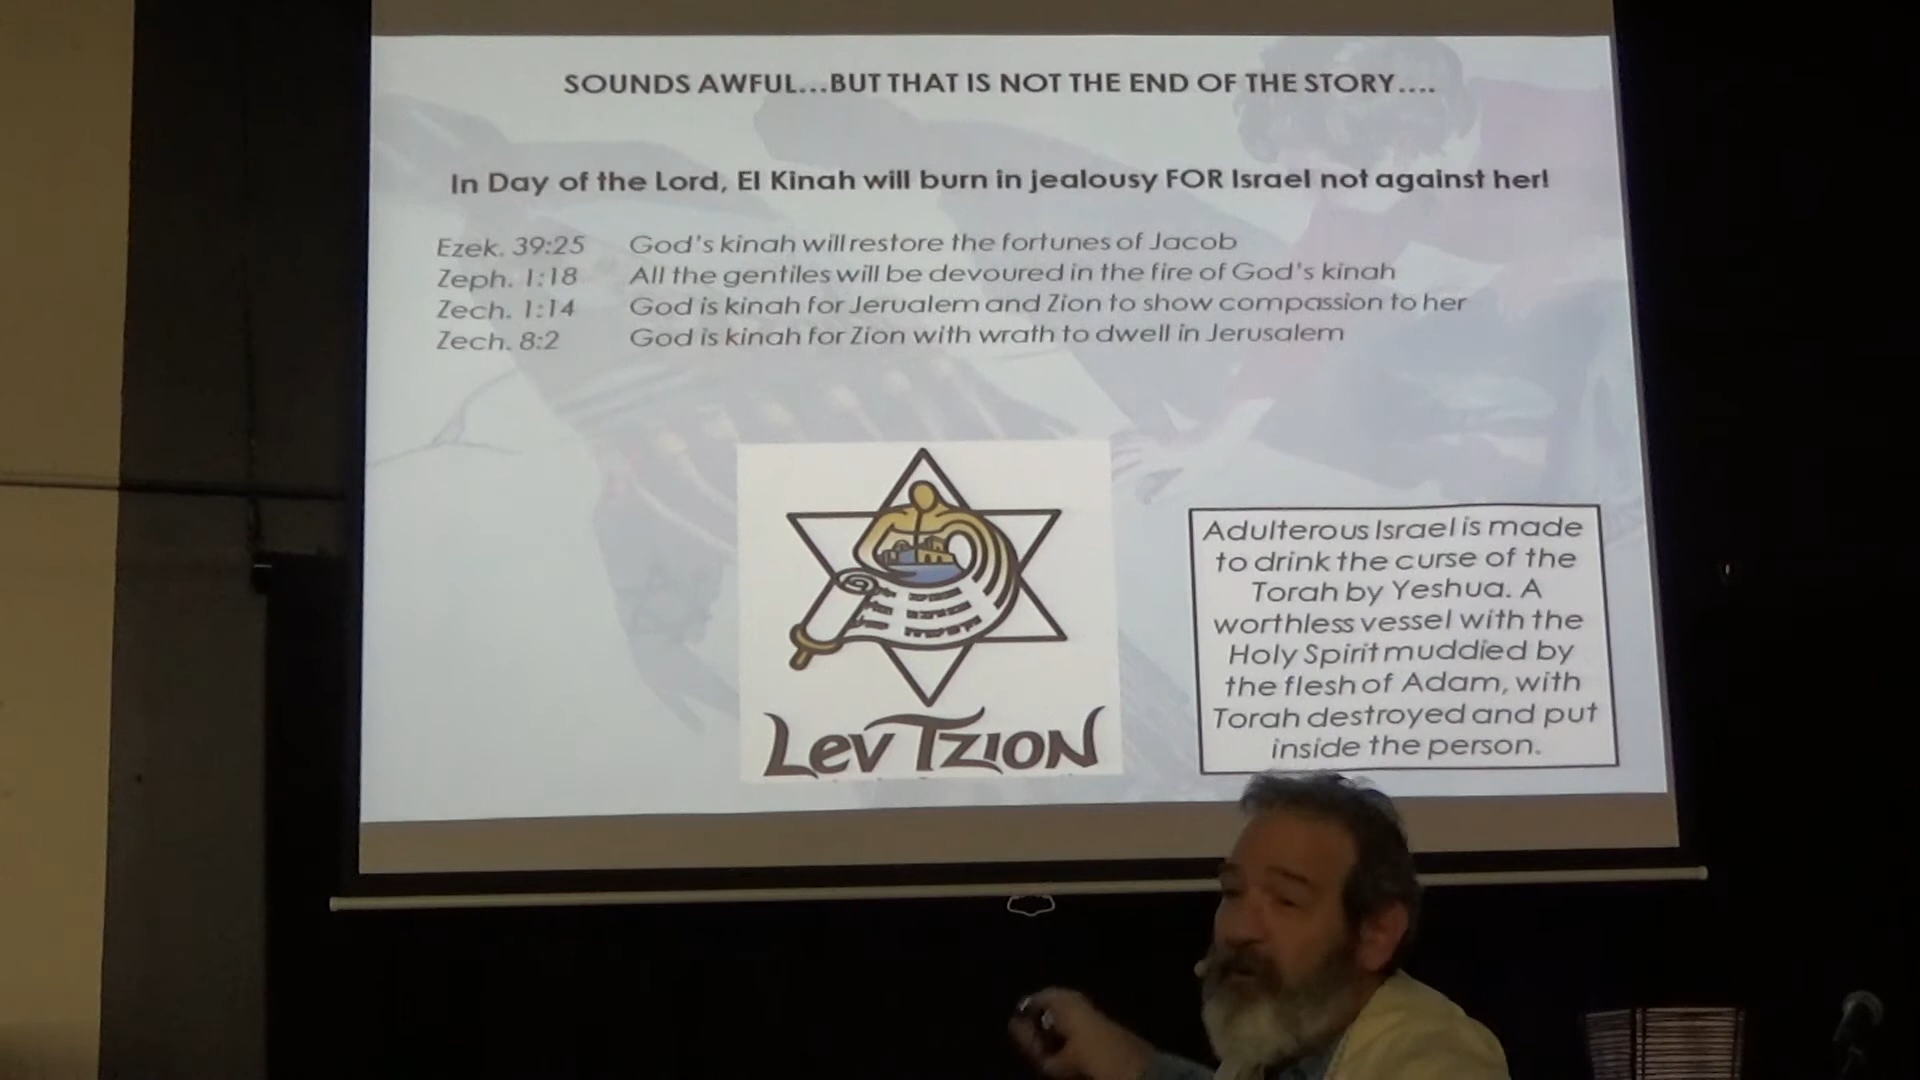 SOUNDS AWFUL...BUT THAT IS NOT THE END OF THE STORY....
In Day of the Lord, El Kinah will burn in jealousy FOR Israel not against her!
Ezek. 39:25 God's kinah will restore the fortunes of Jacob
Zeph. 1:18 All the gentiles will be devoured in the fire of God's kinah
Zech. 1:14 God is kinah for Jerualem and Zion to show compassion to her
Zech. 8:2 God is kinah for Zion with wrath to dwell in Jerusalem
Lev Tzion
Adulterous Israel is made
to drink the curse of the
Torah by Yeshua. A
worthless vessel with the
Holy Spirit muddied by
the flesh of Adam, with
Torah destroyed and put
inside the person.